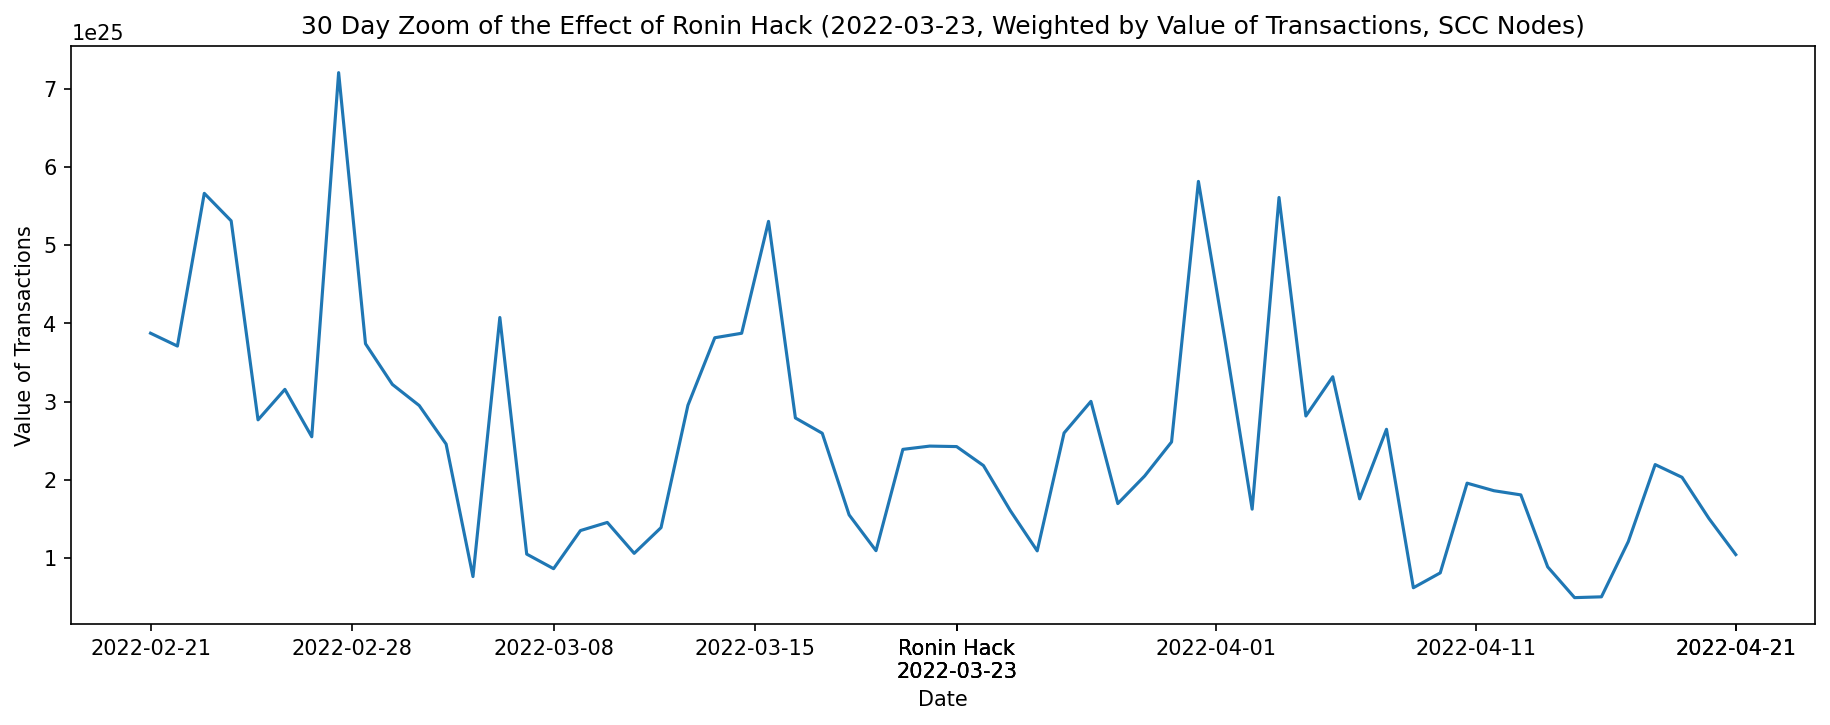 30 Day Zoom of the Effect of Ronin Hack (2022-03-23, Weighted by Value of Transactions, SCC Nodes)
1e25
7
6
5
4
3
2
1
Value of Transactions
2022-02-21 2022-02-28 2022-03-08 2022-03-15 Ronin Hack 2022-04-01 2022-04-11 2022-04-21
2022-03-23
Date